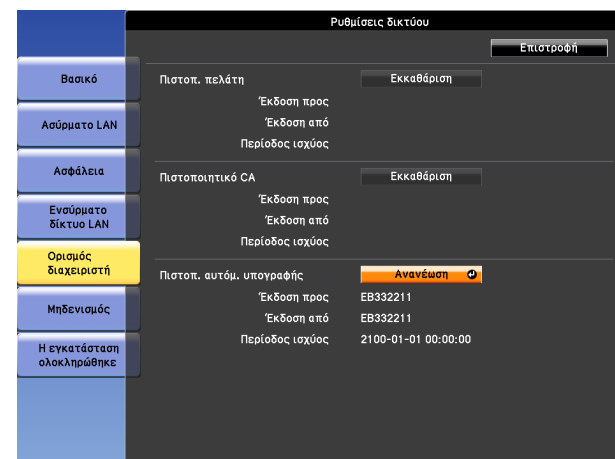 Ρυθμίσεις δικτύου
Επιστροφή
Βασικό
Ασύρματο LAN
Ασφάλεια
Ενσύρματο
δίκτυο LAN
Ορισμός
διαχειριστή
Μηδενισμός
Η εγκατάσταση
ολοκληρώθηκε
Πιστοπ. πελάτη Εκκαθάριση
Έκδοση προς
Έκδοση από
Περίοδος ισχύος
Πιστοποιητικό CA Εκκαθάριση
Έκδοση προς
Έκδοση από
Περίοδος ισχύος
Πιστοπ. αυτόμ. υπογραφής Ανανέωση
Έκδοση προς EB332211
Έκδοση από EB332211
Περίοδος ισχύος 2100-01-01 00:00:00